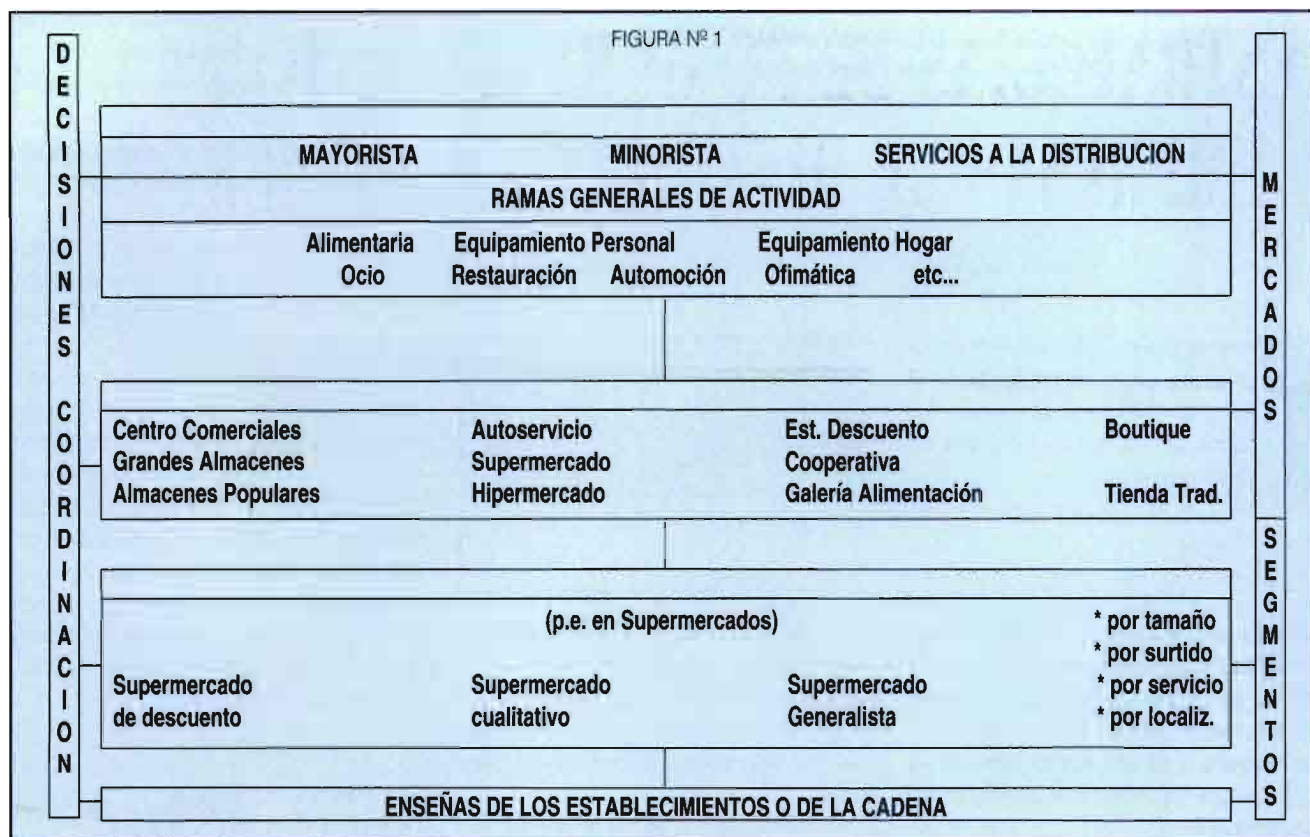 FIGURA Nº 1
DECISIONES COORDINACION
MAYORISTA MINORISTA SERVICIOS A LA DISTRIBUCION
RAMAS GENERALES DE ACTIVIDAD
Alimentaria Equipamiento Personal Equipamiento Hogar
Ocio Restauración Automoción Ofimática etc...
Centro Comerciales Autoservicio Est. Descuento Boutique
Grandes Almacenes Supermercado Cooperativa
Almacenes Populares Hipermercado Galería Alimentación Tienda Trad.
(p.e. en Supermercados) * por tamaño
* por surtido
Supermercado Supermercado Supermercado * por servicio
de descuento cualitativo Generalista * por localiz.
ENSEÑAS DE LOS ESTABLECIMIENTOS O DE LA CADENA
MERCADOS
SEGMENTOS